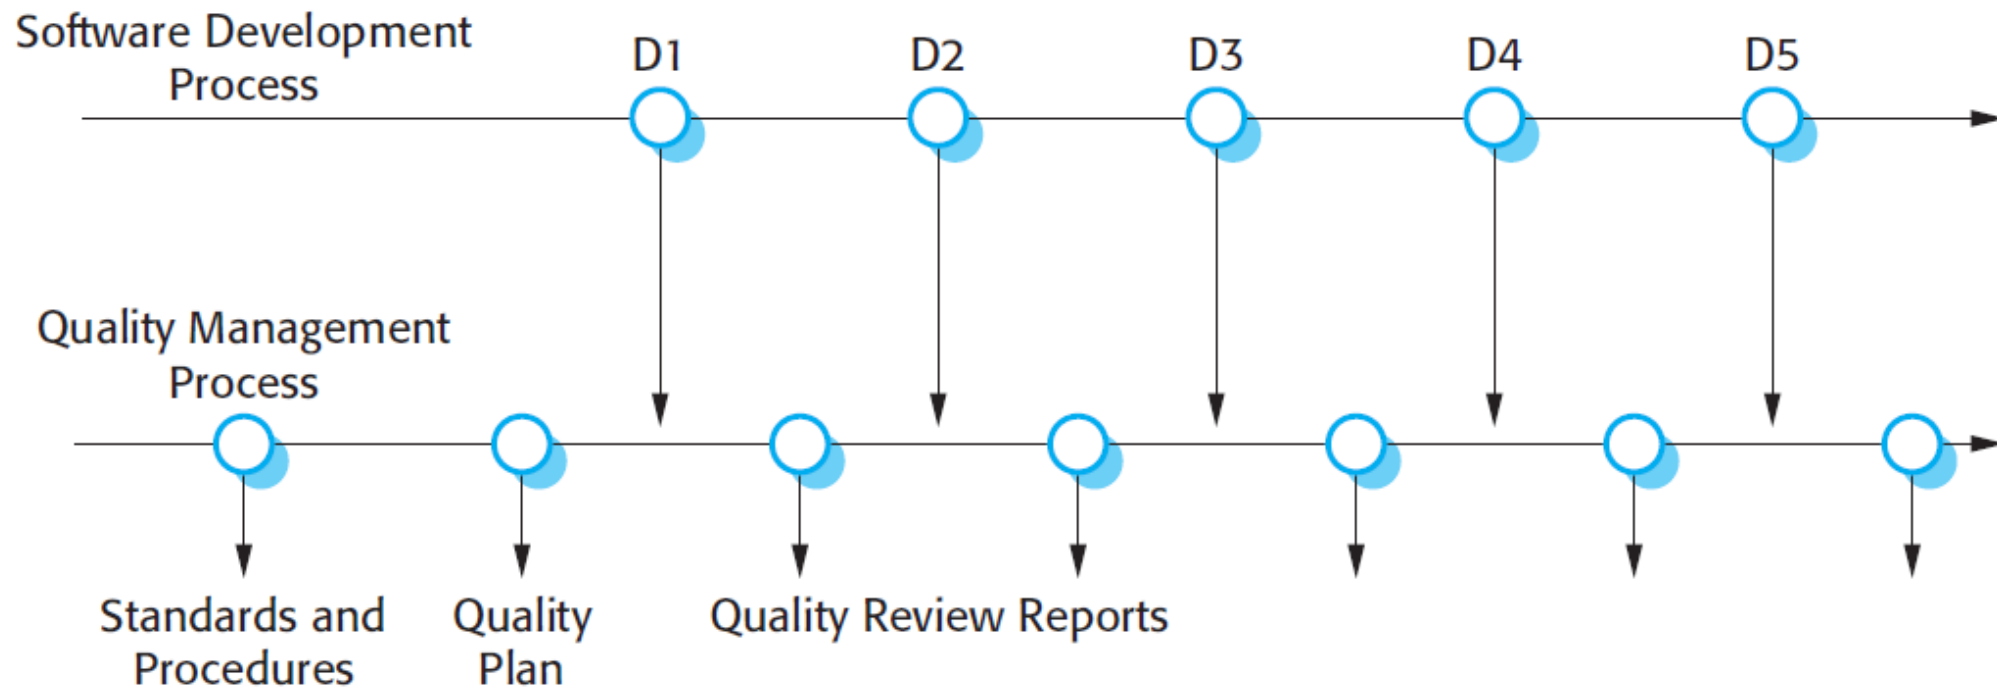 Software Development
Process
D1
D2
D3
D4
D5
Quality Management
Process
Standards and
Procedures
Quality
Plan
Quality Review Reports